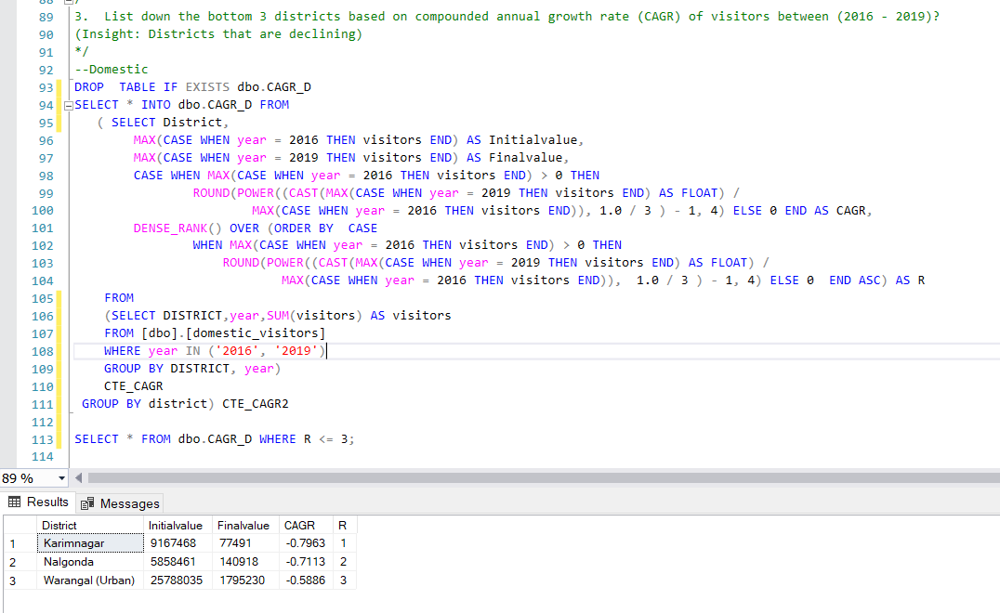 88 /
89 3.  List down the bottom 3 districts based on compounded annual growth rate (CAGR) of visitors between (2016 - 2019)?
90 (Insight: Districts that are declining)
91 */
92 --Domestic
93 DROP  TABLE IF EXISTS dbo.CAGR_D
94 SELECT * INTO dbo.CAGR_D FROM
95 ( SELECT District,
96 MAX(CASE WHEN year = 2016 THEN visitors END) AS Initialvalue,
97 MAX(CASE WHEN year = 2019 THEN visitors END) AS Finalvalue,
98 CASE WHEN MAX(CASE WHEN year = 2016 THEN visitors END) > 0 THEN
99 ROUND(POWER((CAST(MAX(CASE WHEN year = 2019 THEN visitors END) AS FLOAT) /
100 MAX(CASE WHEN year = 2016 THEN visitors END)), 1.0 / 3 ) - 1, 4) ELSE 0 END AS CAGR,
101 DENSE_RANK() OVER (ORDER BY  CASE
102 WHEN MAX(CASE WHEN year = 2016 THEN visitors END) > 0 THEN
103 ROUND(POWER((CAST(MAX(CASE WHEN year = 2019 THEN visitors END) AS FLOAT) /
104 MAX(CASE WHEN year = 2016 THEN visitors END)),  1.0 / 3 ) - 1, 4) ELSE 0  END ASC) AS R
105 FROM
106 (SELECT DISTRICT,year,SUM(visitors) AS visitors
107 FROM [dbo].[domestic_visitors]
108 WHERE year IN ('2016', '2019')
109 GROUP BY DISTRICT, year)
110 CTE_CAGR
111 GROUP BY district) CTE_CAGR2
112
113 SELECT * FROM dbo.CAGR_D WHERE R <= 3;
114
89 %
Results Messages
District Initialvalue Finalvalue CAGR R
1 Karimnagar 9167468 77491 -0.7963 1
2 Nalgonda 5858461 140918 -0.7113 2
3 Warangal (Urban) 25788035 1795230 -0.5886 3